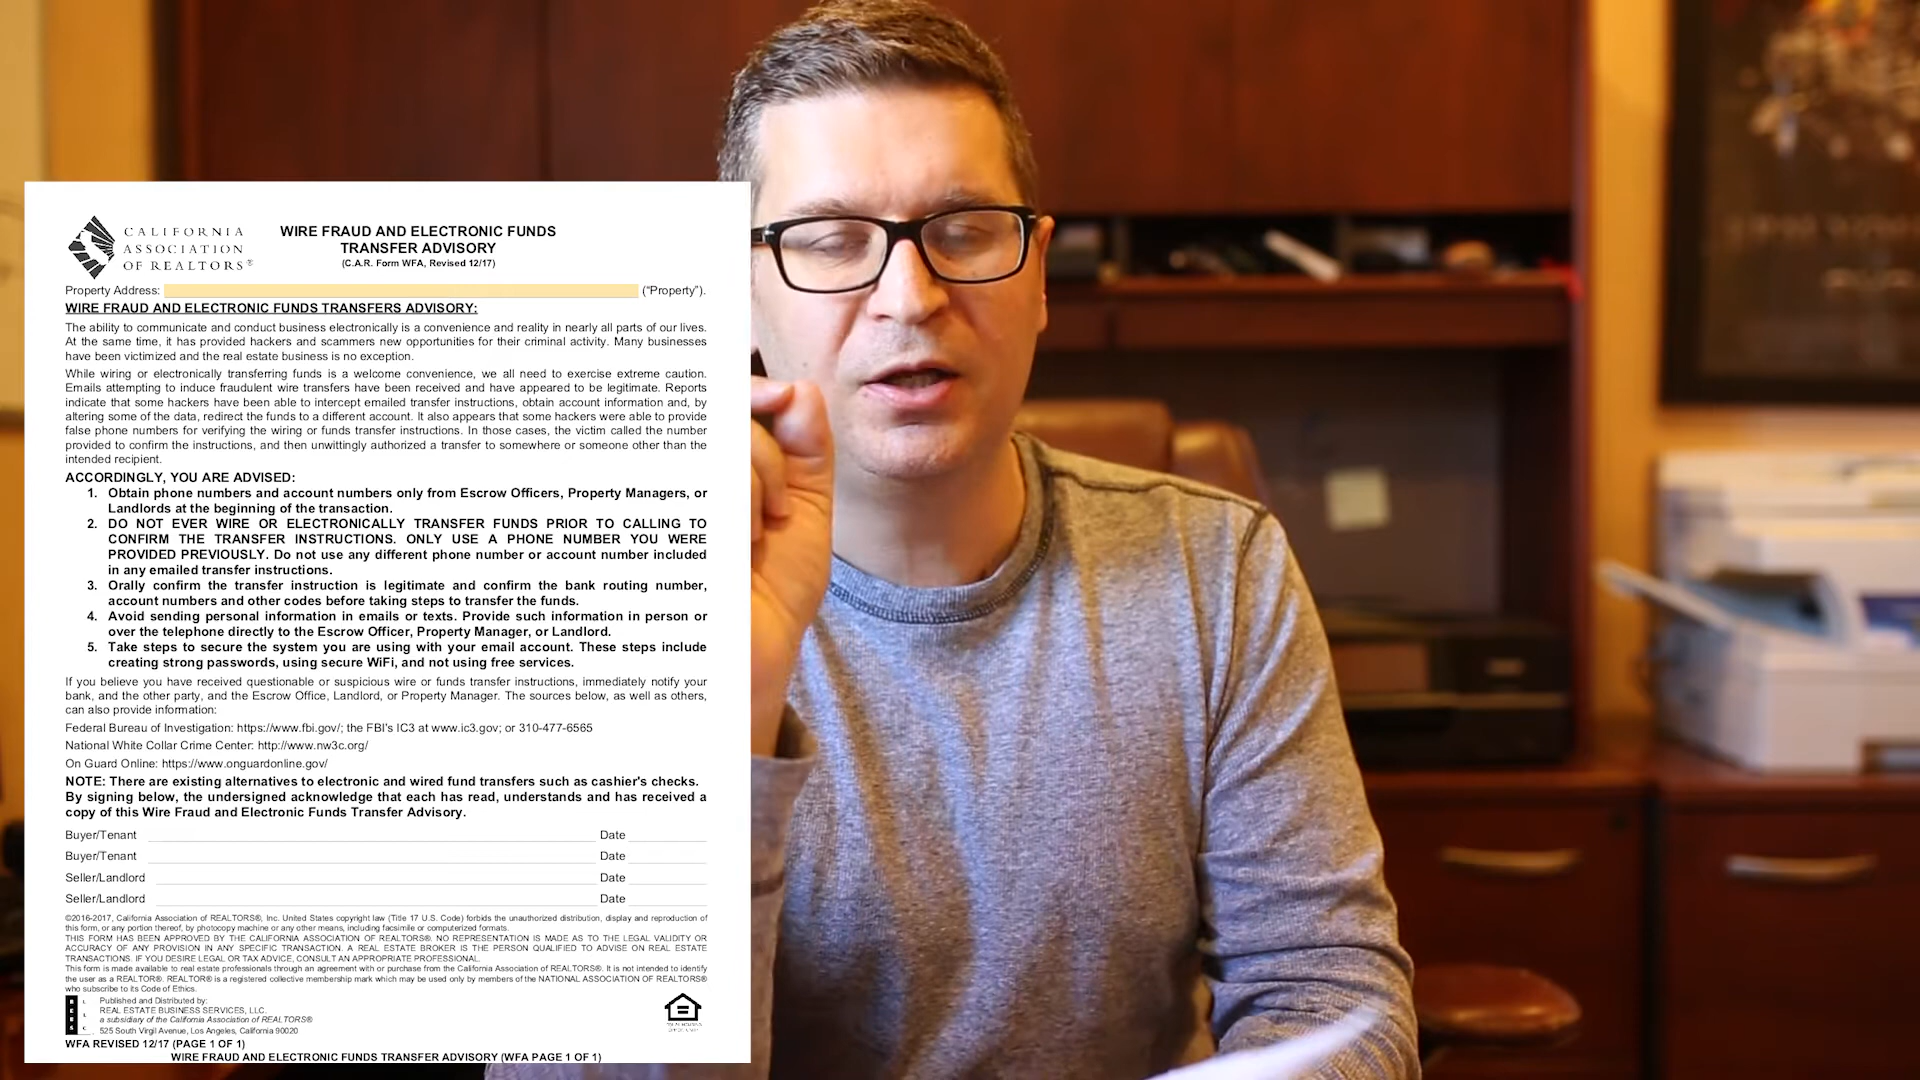 CALIFORNIA
ASSOCIATION
OF REALTORS®
WIRE FRAUD AND ELECTRONIC FUNDS
TRANSFER ADVISORY
(C.A.R. Form WFA, Revised 12/17)
Property Address: ("Property").
WIRE FRAUD AND ELECTRONIC FUNDS TRANSFERS ADVISORY:
The ability to communicate and conduct business electronically is a convenience and reality in nearly all parts of our lives.
At the same time, it has provided hackers and scammers new opportunities for their criminal activity. Many businesses
have been victimized and the real estate business is no exception.
While wiring or electronically transferring funds is a welcome convenience, we all need to exercise extreme caution.
Emails attempting to induce fraudulent wire transfers have been received and have appeared to be legitimate. Reports
indicate that some hackers have been able to intercept emailed transfer instructions, obtain account information and, by
altering some of the data, redirect the funds to a different account. It also appears that some hackers were able to provide
false phone numbers for verifying the wiring or funds transfer instructions. In those cases, the victim called the number
provided to confirm the instructions, and then unwittingly authorized a transfer to somewhere or someone other than the
intended recipient.
ACCORDINGLY, YOU ARE ADVISED:
1. Obtain phone numbers and account numbers only from Escrow Officers, Property Managers, or
Landlords at the beginning of the transaction.
2. DO NOT EVER WIRE OR ELECTRONICALLY TRANSFER FUNDS PRIOR TO CALLING TO
CONFIRM THE TRANSFER INSTRUCTIONS. ONLY USE A PHONE NUMBER YOU WERE
PROVIDED PREVIOUSLY. Do not use any different phone number or account number included
in any emailed transfer instructions.
3. Orally confirm the transfer instruction is legitimate and confirm the bank routing number,
account numbers and other codes before taking steps to transfer the funds.
4. Avoid sending personal information in emails or texts. Provide such information in person or
over the telephone directly to the Escrow Officer, Property Manager, or Landlord.
5. Take steps to secure the system you are using with your email account. These steps include
creating strong passwords, using secure WiFi, and not using free services.
If you believe you have received questionable or suspicious wire or funds transfer instructions, immediately notify your
bank, and the other party, and the Escrow Office, Landlord, or Property Manager. The sources below, as well as others,
can also provide information:
Federal Bureau of Investigation: https://www.fbi.gov/; the FBI's IC3 at www.ic3.gov; or 310-477-6565
National White Collar Crime Center: http://www.nw3c.org/
On Guard Online: https://www.onguardonline.gov/
NOTE: There are existing alternatives to electronic and wired fund transfers such as cashier's checks.
By signing below, the undersigned acknowledge that each has read, understands and has received a
copy of this Wire Fraud and Electronic Funds Transfer Advisory.
Buyer/Tenant Date
Buyer/Tenant Date
Seller/Landlord Date
Seller/Landlord Date
©2016-2017, California Association of REALTORS®, Inc. United States copyright law (Title 17 U.S. Code) forbids the unauthorized distribution, display and reproduction of
this form, or any portion thereof, by photocopy machine or any other means, including facsimile or computerized formats.
THIS FORM HAS BEEN APPROVED BY THE CALIFORNIA ASSOCIATION OF REALTORS®. NO REPRESENTATION IS MADE AS TO THE LEGAL VALIDITY OR
ACCURACY OF ANY PROVISION IN ANY SPECIFIC TRANSACTION. A REAL ESTATE BROKER IS THE PERSON QUALIFIED TO ADVISE ON REAL ESTATE
TRANSACTIONS. IF YOU DESIRE LEGAL OR TAX ADVICE, CONSULT AN APPROPRIATE PROFESSIONAL.
This form is made available to real estate professionals through an agreement with or purchase from the California Association of REALTORS®. It is not intended to identify
the user as a REALTOR®. REALTOR® is a registered collective membership mark which may be used only by members of the NATIONAL ASSOCIATION OF REALTORS®
who subscribe to its Code of Ethics.
Published and Distributed by:
REAL ESTATE BUSINESS SERVICES, LLC.
a subsidiary of the California Association of REALTORS®
525 South Virgil Avenue, Los Angeles, California 90020
WFA REVISED 12/17 (PAGE 1 OF 1)
WIRE FRAUD AND ELECTRONIC FUNDS TRANSFER ADVISORY (WFA PAGE 1 OF 1)